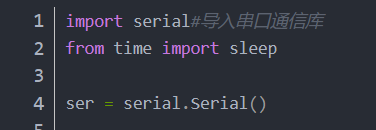 1 import serial#导入串口通信库
2 from time import sleep
3
4 ser = serial.Serial()
5